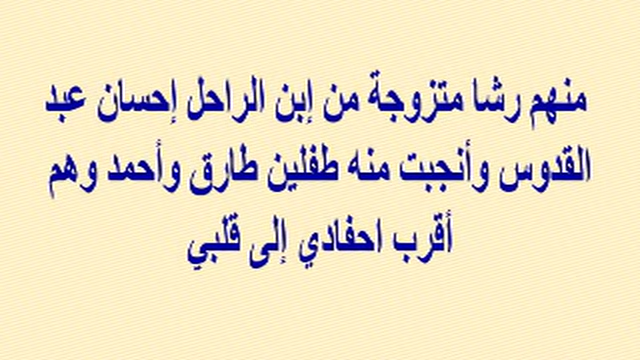 منهم رشا متزوجة من إبن الراحل إحسان عبد
القدوس وأنجبت منه طفلين طارق وأحمد وهم
أقرب احفادي إلى قلبي